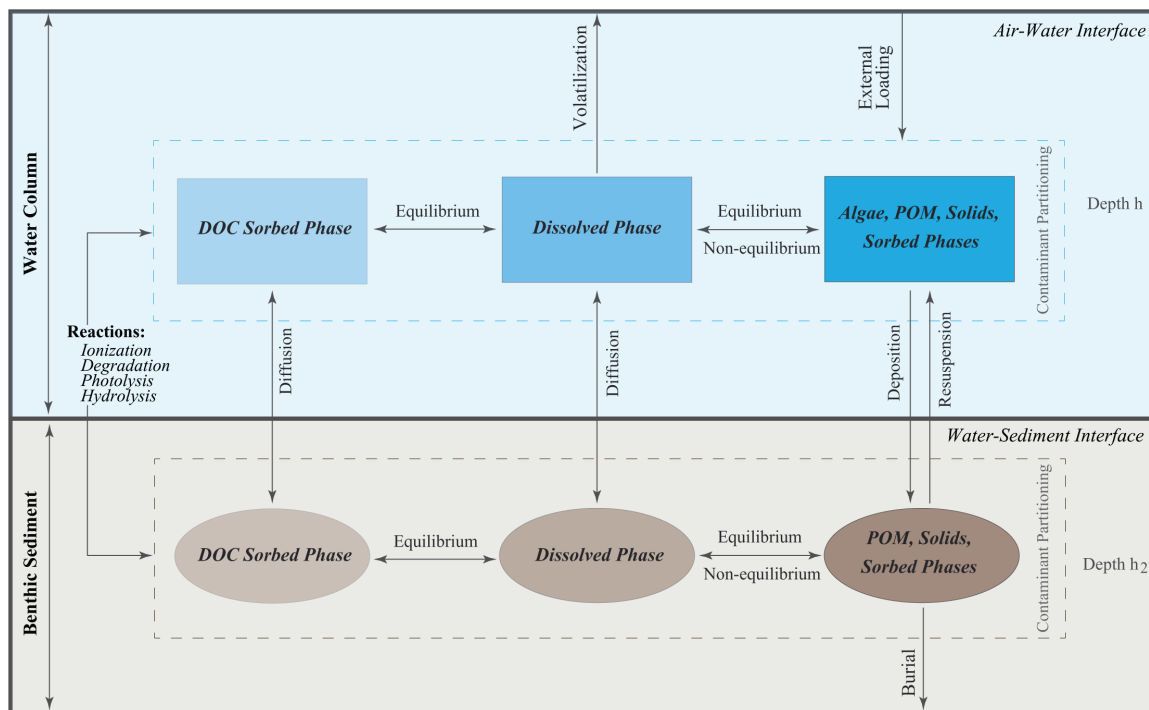 Air-Water Interface
Volatilization
External
Loading
Water Column
Contaminant Partitioning
Depth h
DOC Sorbed Phase
Equilibrium
Dissolved Phase
Equilibrium
Non-equilibrium
Algae, POM, Solids,
Sorbed Phases
Reactions:
Ionization
Degradation
Photolysis
Hydrolysis
Diffusion
Diffusion
Deposition
Resuspension
Water-Sediment Interface
Benthic Sediment
Contaminant Partitioning
Depth h2
DOC Sorbed Phase
Equilibrium
Dissolved Phase
Equilibrium
Non-equilibrium
POM, Solids,
Sorbed Phases
Burial